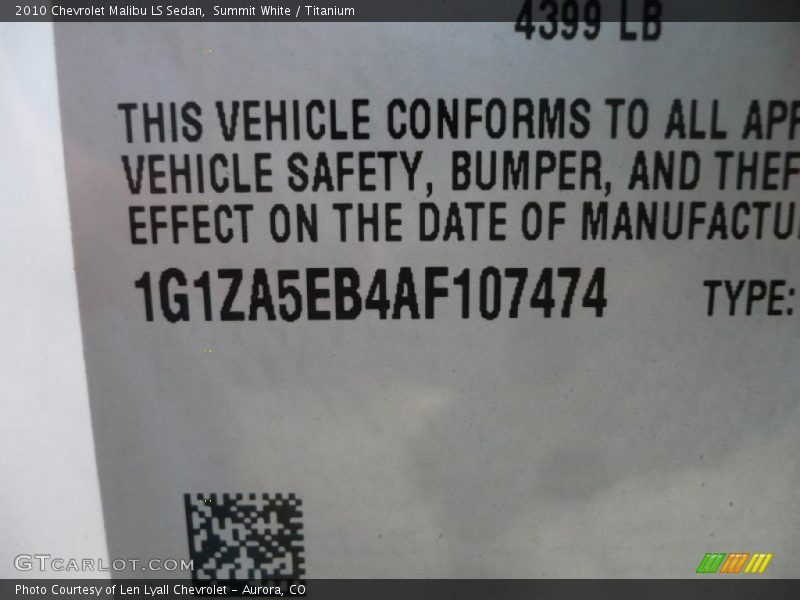 2010 Chevrolet Malibu LS Sedan,  Summit White / Titanium
4399 LB
THIS VEHICLE CONFORMS TO ALL APP
VEHICLE SAFETY, BUMPER, AND THEF
EFFECT ON THE DATE OF MANUFACTU
1G1ZA5EB4AF107474 TYPE:
GTCARLOT.COM
Photo Courtesy of Len Lyall Chevrolet - Aurora, CO